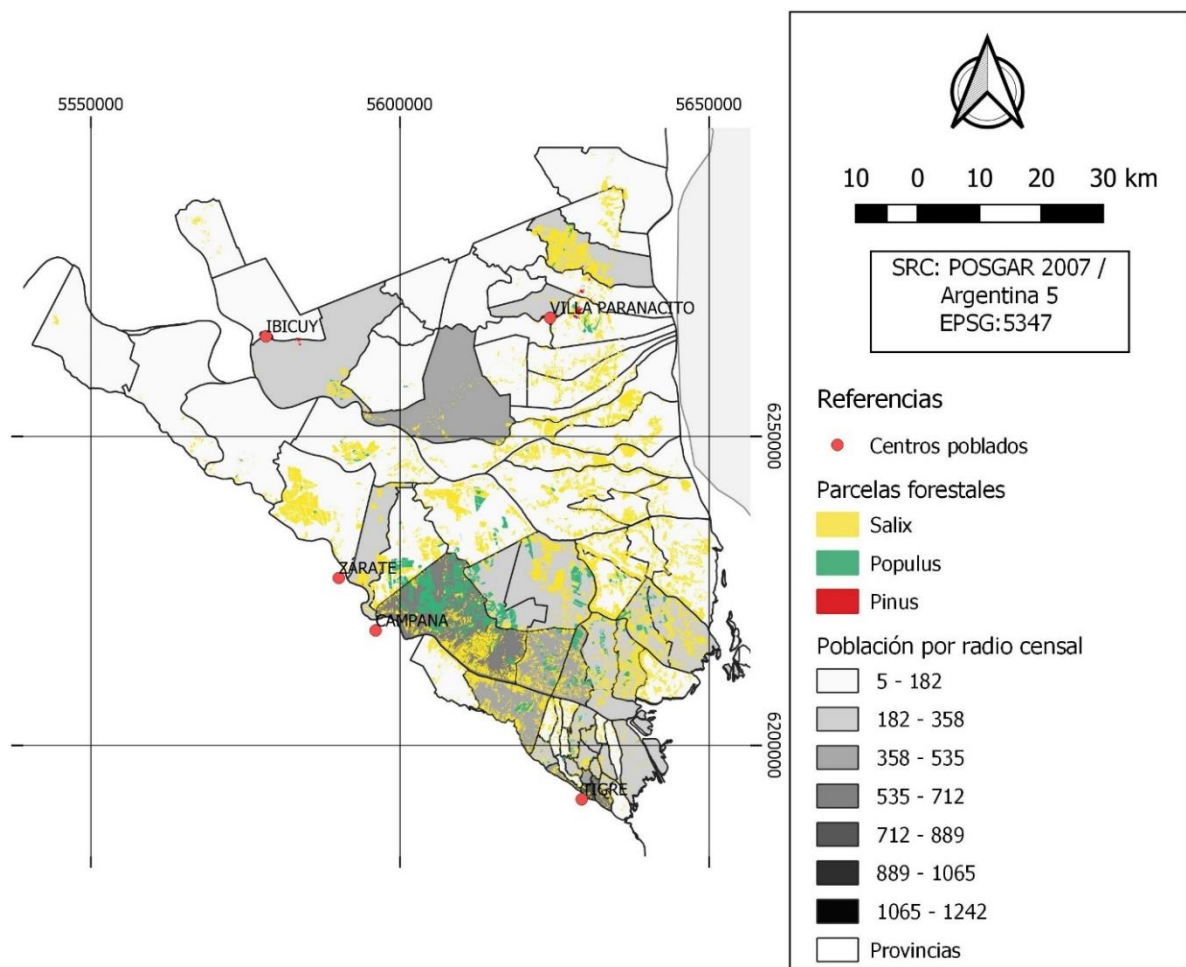 5550000
5600000
5650000
IBICUY
VILLA PARANACITO
6250000
ZÁRATE
CAMPANA
6200000
TIGRE
10 0 10 20 30 km
SRC: POSGAR 2007 /
Argentina 5
EPSG:5347
Referencias
Centros poblados
Parcelas forestales
Salix
Populus
Pinus
Población por radio censal
5 - 182
182 - 358
358 - 535
535 - 712
712 - 889
889 - 1065
1065 - 1242
Provincias